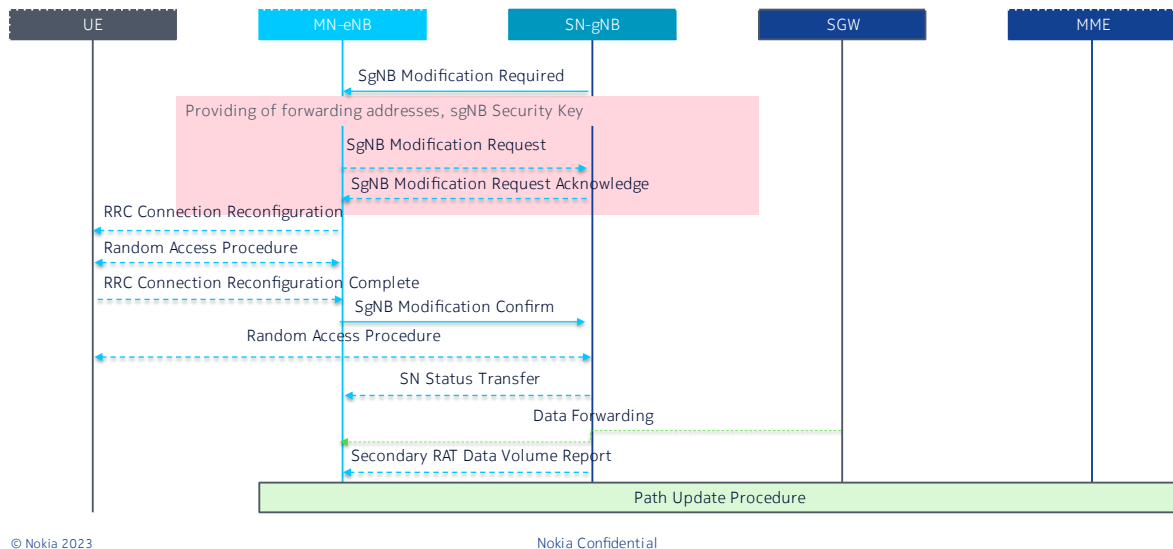 UE MN-eNB SN-gNB SGW MME
SgNB Modification Required
Providing of forwarding addresses, sgNB Security Key
SgNB Modification Request
SgNB Modification Request Acknowledge
RRC Connection Reconfiguration
Random Access Procedure
RRC Connection Reconfiguration Complete
SgNB Modification Confirm
Random Access Procedure
SN Status Transfer
Data Forwarding
Secondary RAT Data Volume Report
Path Update Procedure
© Nokia 2023 Nokia Confidential